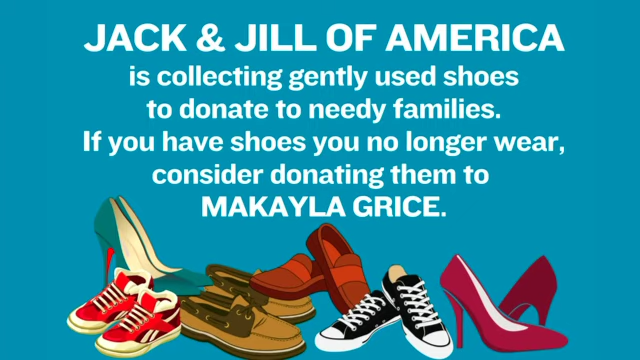 JACK & JILL OF AMERICA
is collecting gently used shoes
to donate to needy families.
If you have shoes you no longer wear,
consider donating them to
MAKAYLA GRICE.